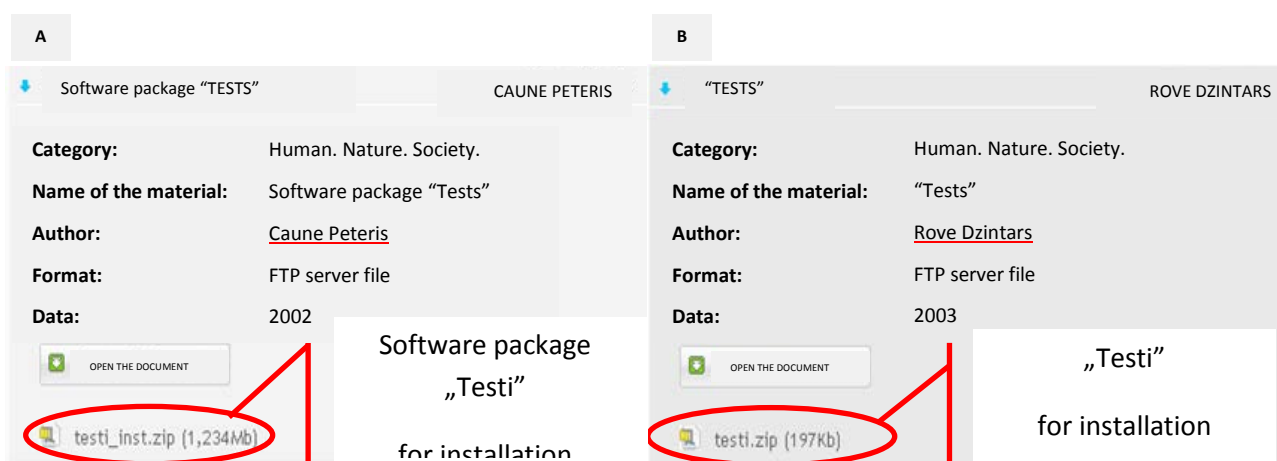 A
Software package “TESTS”
CAUNE PETERIS
Category:
Human. Nature. Society.
Name of the material:
Software package “Tests”
Author:
Caune Peteris
Format:
FTP server file
Data:
2002
OPEN THE DOCUMENT
testi_inst.zip (1,234Mb)
Software package
„Testi”
for installation
B
“TESTS”
ROVE DZINTARS
Category:
Human. Nature. Society.
Name of the material:
“Tests”
Author:
Rove Dzintars
Format:
FTP server file
Data:
2003
OPEN THE DOCUMENT
testi.zip (197Kb)
„Testi”
for installation